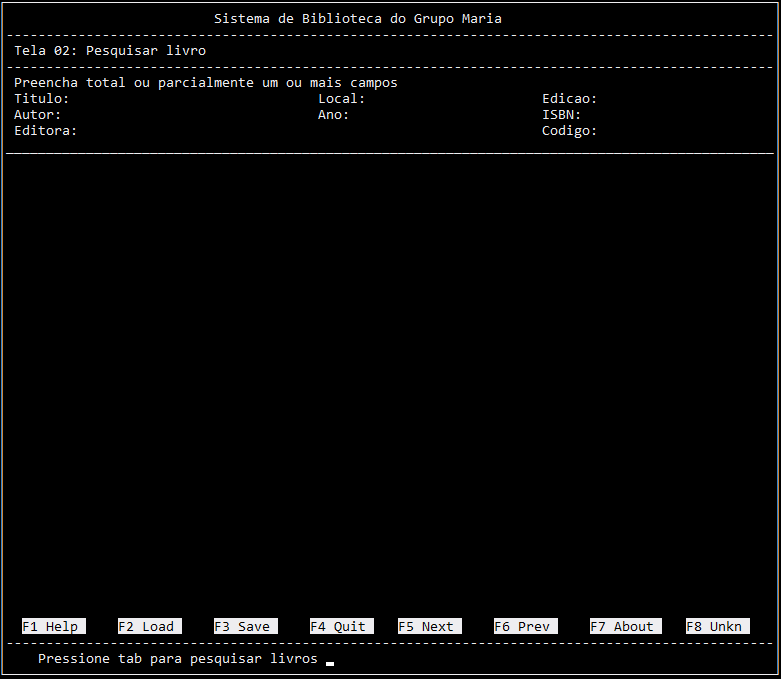 Sistema de Biblioteca do Grupo Maria
Tela 02: Pesquisar livro
Preencha total ou parcialmente um ou mais campos
Titulo: Local: Edicao:
Autor: Ano: ISBN:
Editora: Codigo:
F1 Help F2 Load F3 Save F4 Quit F5 Next F6 Prev F7 About F8 Unkn
Pressione tab para pesquisar livros